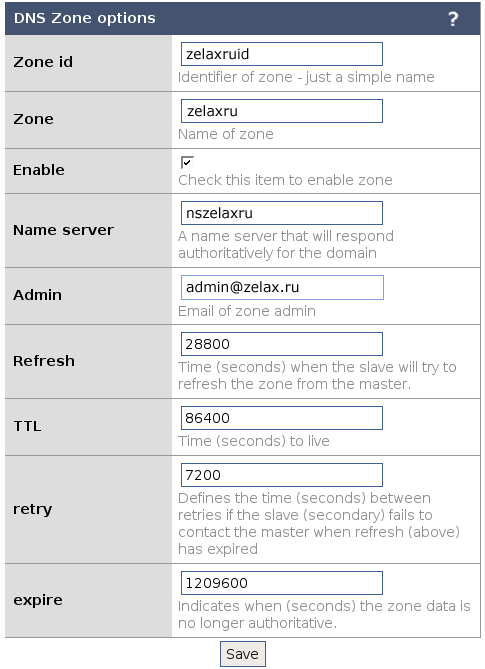 DNS Zone options ?
Zone id
zelaxruid
Identifier of zone - just a simple name
Zone
zelaxru
Name of zone
Enable
Check this item to enable zone
Name server
nszelaxru
A name server that will respond
authoritatively for the domain
Admin
admin@zelax.ru
Email of zone admin
Refresh
28800
Time (seconds) when the slave will try to
refresh the zone from the master.
TTL
86400
Time (seconds) to live
retry
7200
Defines the time (seconds) between
retries if the slave (secondary) fails to
contact the master when refresh (above)
has expired
expire
1209600
Indicates when (seconds) the zone data is
no longer authoritative.
Save